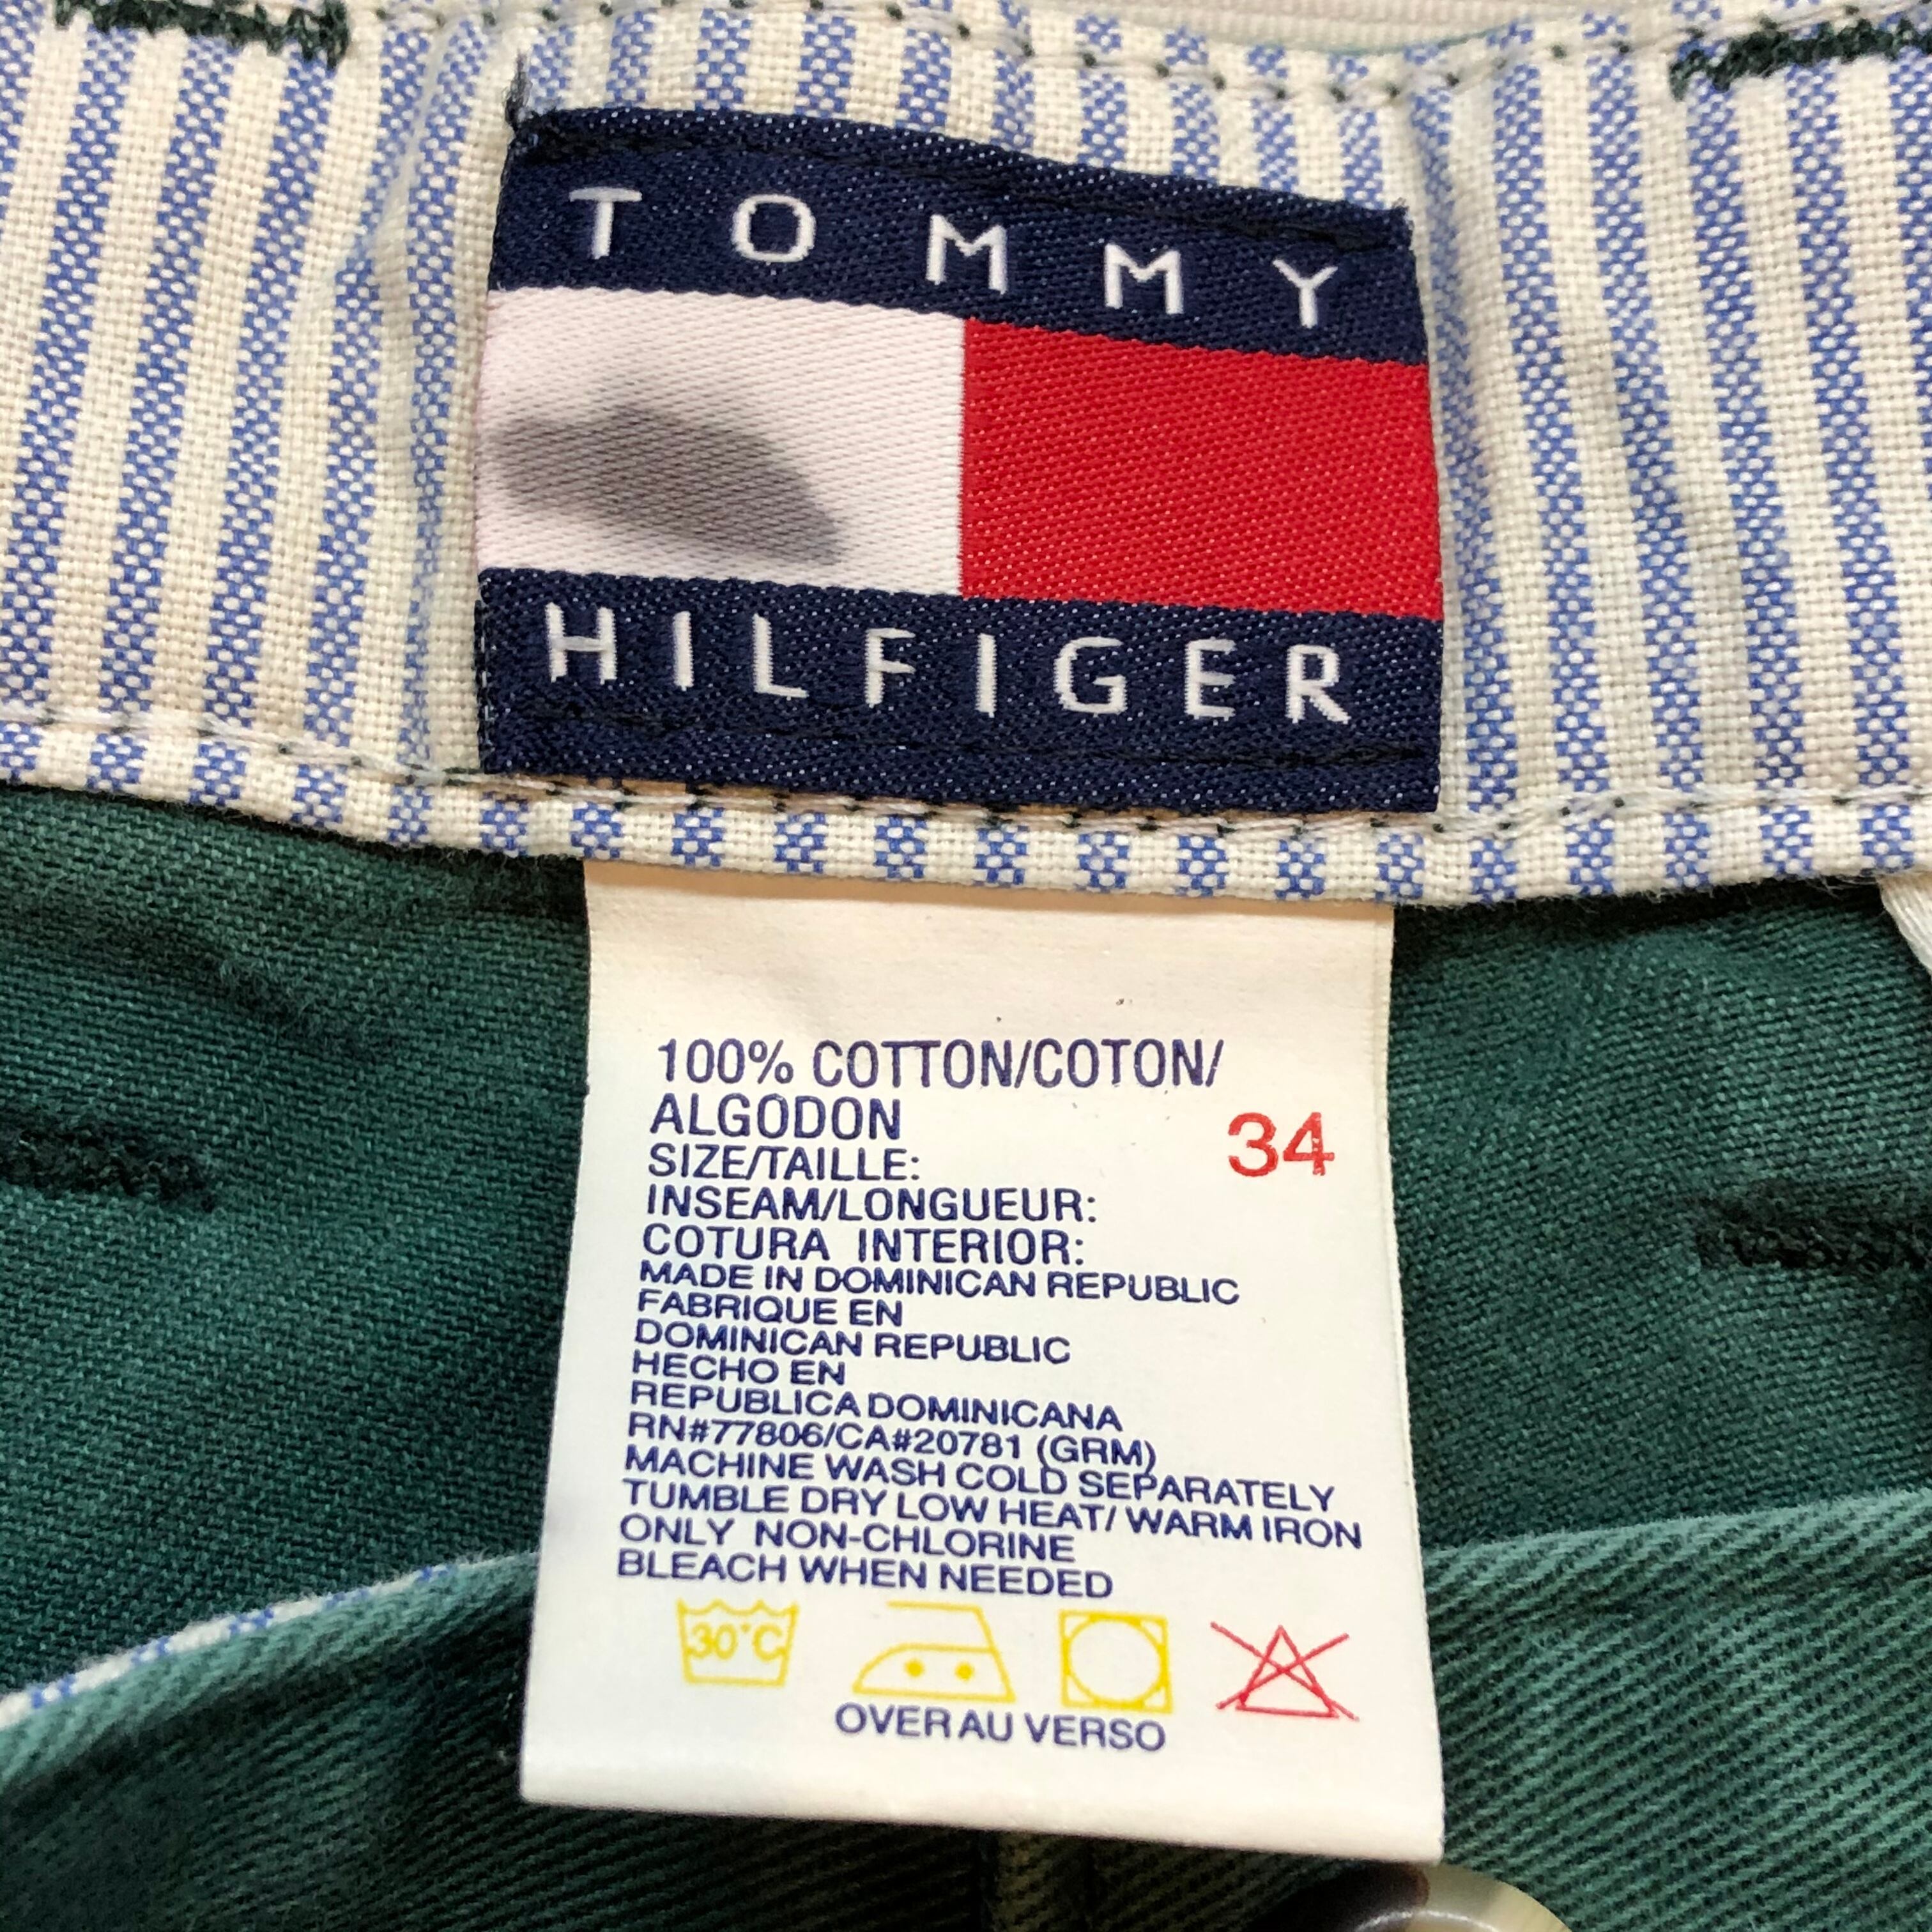 TOMMY
HILFIGER
100% COTTON/COTON/
ALGODON
34
SIZE/TAILLE:
INSEAM/LONGUEUR:
COTURA INTERIOR:
MADE IN DOMINICAN REPUBLIC
FABRIQUE EN
DOMINICAN REPUBLIC
HECHO EN
REPUBLICA DOMINICANA
RN#77806/CA#20781 (GRM)
MACHINE WASH COLD SEPARATELY
TUMBLE DRY LOW HEAT/ WARM IRON
ONLY NON-CHLORINE
BLEACH WHEN NEEDED
30°C
OVER AU VERSO